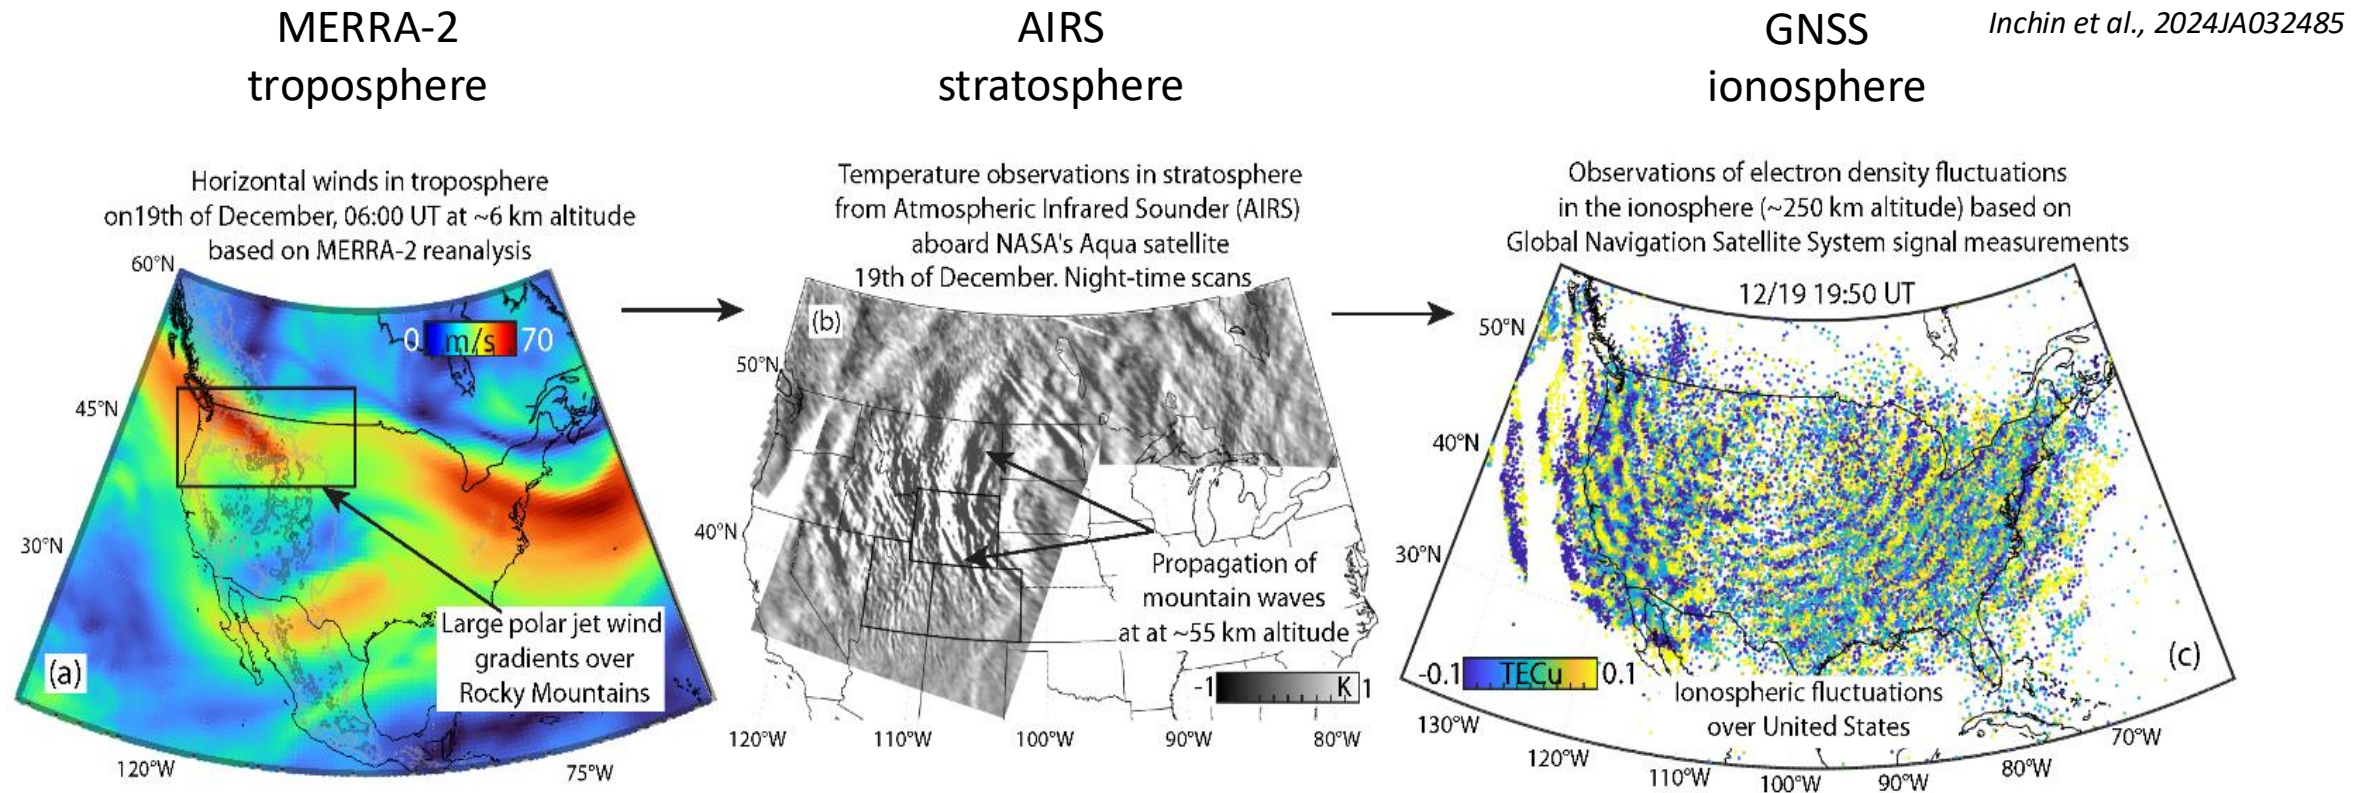 MERRA-2
troposphere
AIRS
stratosphere
GNSS
ionosphere
Inchin et al., 2024JA032485
Horizontal winds in troposphere
on19th of December, 06:00 UT at ~6 km altitude
based on MERRA-2 reanalysis
60°N
45°N
30°N
0 m/s 70
Large polar jet wind
gradients over
Rocky Mountains
(a)
120°W
75°W
Temperature observations in stratosphere
from Atmospheric Infrared Sounder (AIRS)
aboard NASA's Aqua satellite
19th of December. Night-time scans
(b)
50°N
40°N
Propagation of
mountain waves
at at ~55 km altitude
-1 K 1
120°W
110°W
100°W
90°W
80°W
Observations of electron density fluctuations
in the ionosphere (~250 km altitude) based on
Global Navigation Satellite System signal measurements
12/19 19:50 UT
50°N
40°N
30°N
(c)
-0.1 TECu 0.1
Ionospheric fluctuations
over United States
130°W
120°W
110°W
100°W
90°W
80°W
70°W